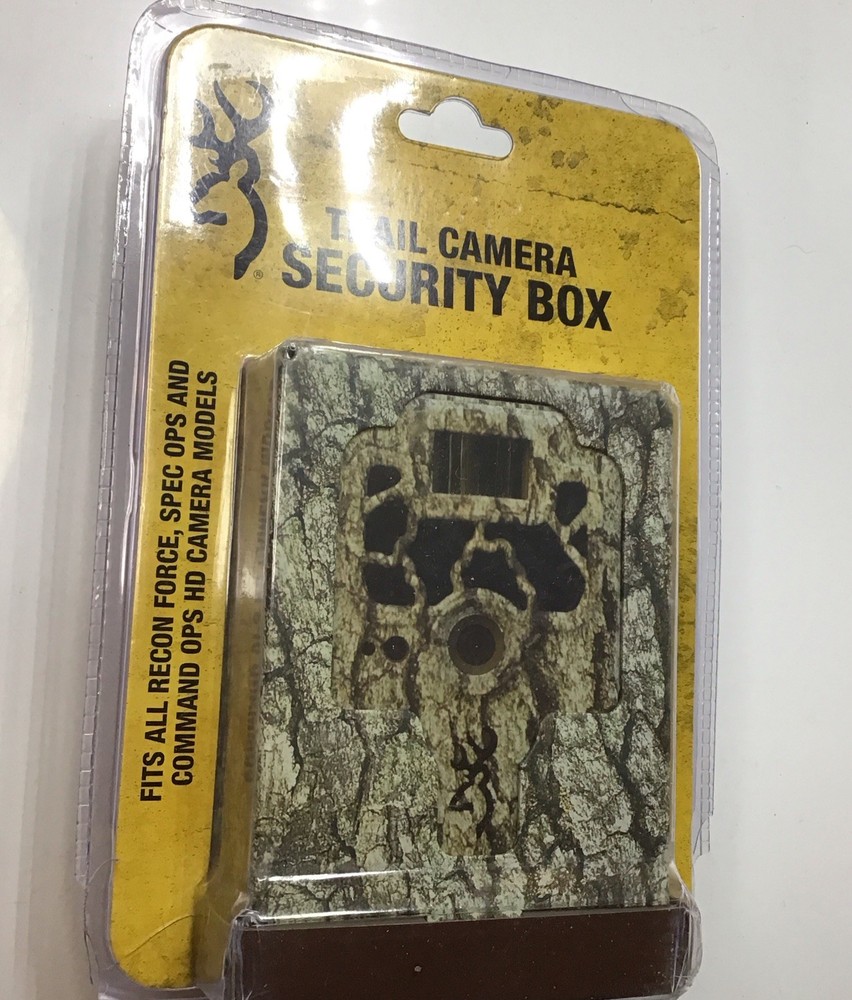 TRAIL CAMERA
SECURITY BOX
®
FITS ALL RECON FORCE, SPEC OPS AND
COMMAND OPS HD CAMERA MODELS